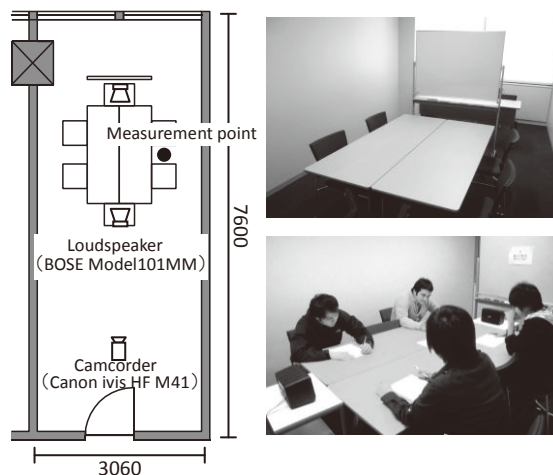 Measurement point
Loudspeaker
(BOSE Model101MM)
7600
Camcorder
(Canon ivis HF M41)
3060